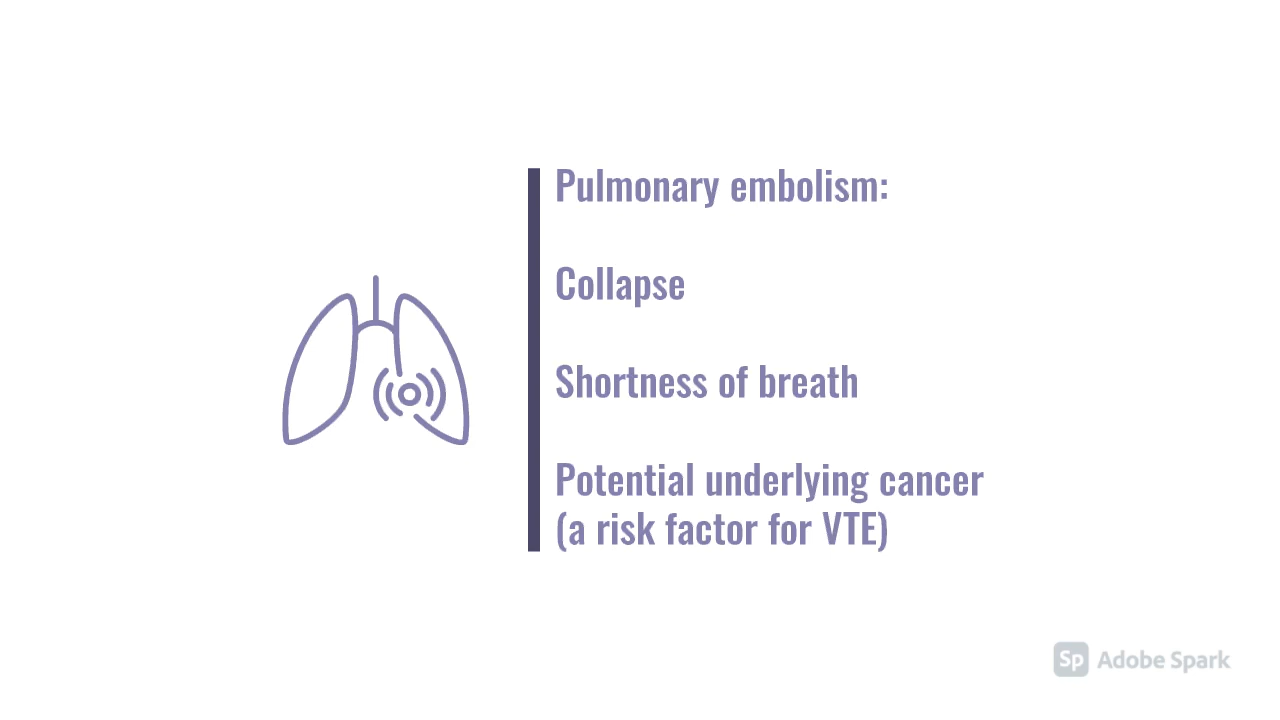 Pulmonary embolism:
Collapse
Shortness of breath
Potential underlying cancer
(a risk factor for VTE)
Sp Adobe Spark